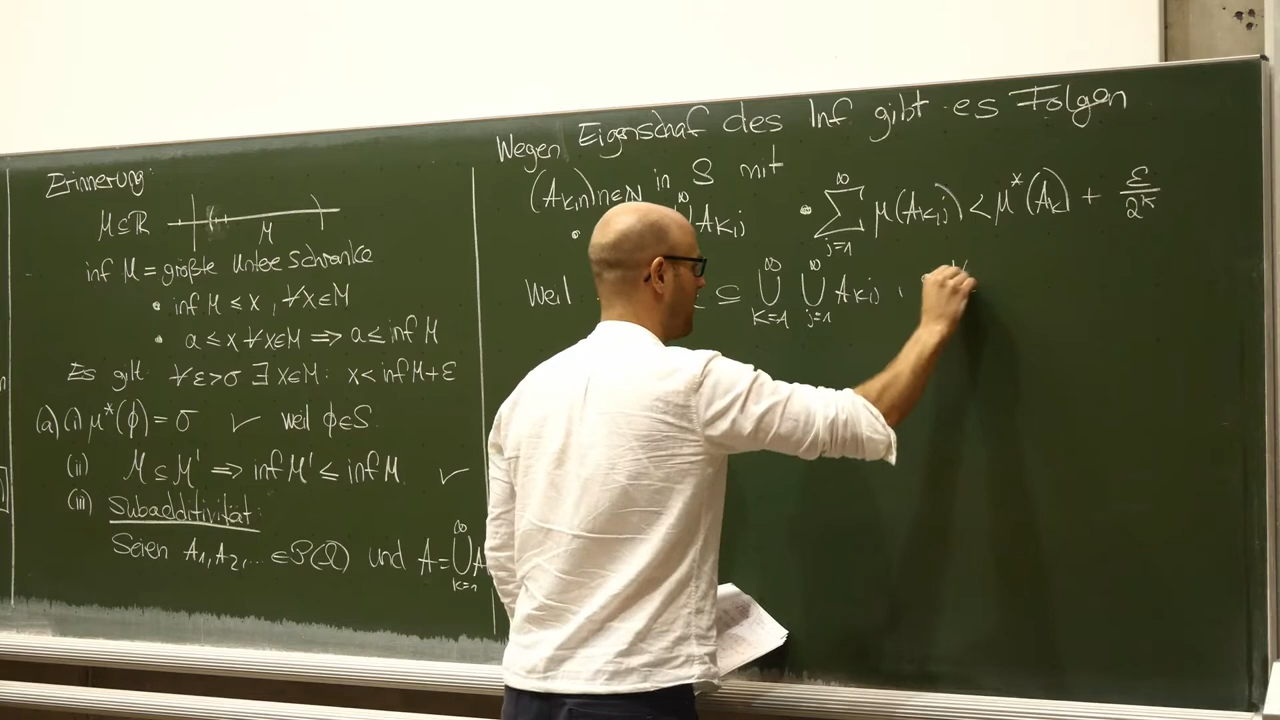 Erinnerung:
M⊆ℝ
M
inf M = größte untere Schranke
• inf M ≤ x, ∀x∈M
• a ≤ x ∀x∈M ⟹ a ≤ inf M
Es gilt: ∀ε>0 ∃ x∈M: x < inf M + ε
(a) (i) μ*(ϕ) = 0 ✓ weil ϕ∈S.
(ii) M ⊆ M' ⟹ inf M' ≤ inf M. ✓
(iii) Subadditivität:
Seien A₁, A₂, ... ∈ P(Ω) und A = ⋃_{k=1}^∞ A
Wegen Eigenschaf des Inf gibt es Folgen
(A_{k,n})n∈ℕ in S mit
• ∞ A_{k,j} • ∑_{j=1}^∞ μ(A_{k,j}) < μ*(A_k) + ε/2^k
Weil ⊆ ⋃_{k=1}^∞ ⋃_{j=1}^∞ A_{k,j},